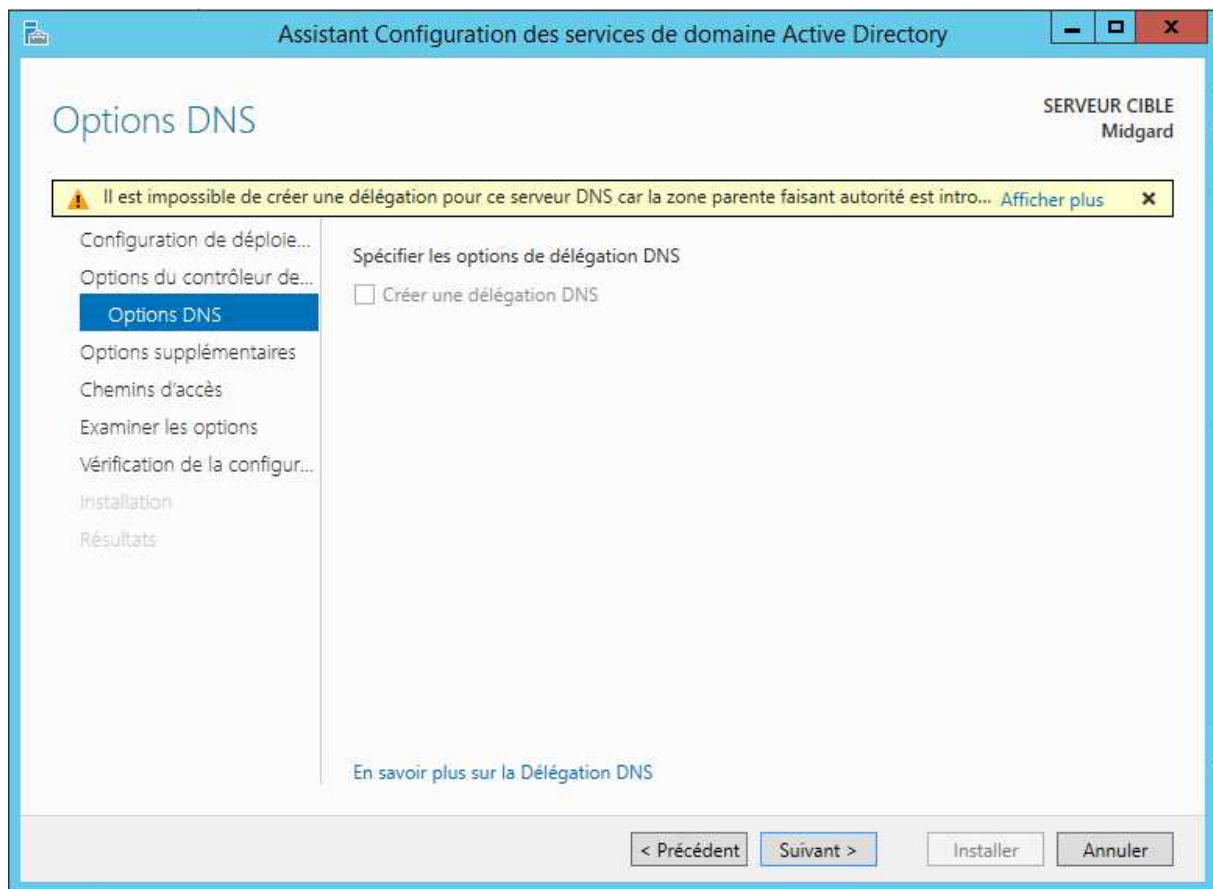 Assistant Configuration des services de domaine Active Directory
Options DNS
SERVEUR CIBLE
Midgard
Il est impossible de créer une délégation pour ce serveur DNS car la zone parente faisant autorité est intro... Afficher plus
Configuration de déploie...
Options du contrôleur de...
Options DNS
Options supplémentaires
Chemins d'accès
Examiner les options
Vérification de la configur...
Installation
Résultats
Spécifier les options de délégation DNS
Créer une délégation DNS
En savoir plus sur la Délégation DNS
< Précédent
Suivant >
Installer
Annuler